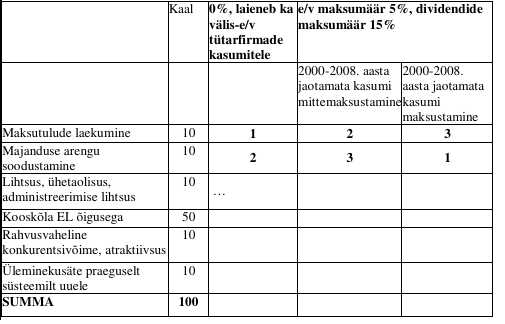 Kaal 0%, laieneb ka e/v maksumäär 5%, dividendide
välis-e/v maksumäär 15%
tütarfirmade
kasumitele
2000-2008. aasta 2000-2008.
jaotamata kasumi aasta jaotamata
mittemaksustamine kasumi
maksustamine
Maksutulude laekumine 10 1 2 3
Majanduse arengu 10 2 3 1
soodustamine
Lihtsus, ühetaolisus, 10
administreerimise lihtsus ...
Kooskõla EL õigusega 50
Rahvusvaheline 10
konkurentsivõime, atraktiivsus
Üleminekusäte praeguselt 10
süsteemilt uuele
SUMMA 100